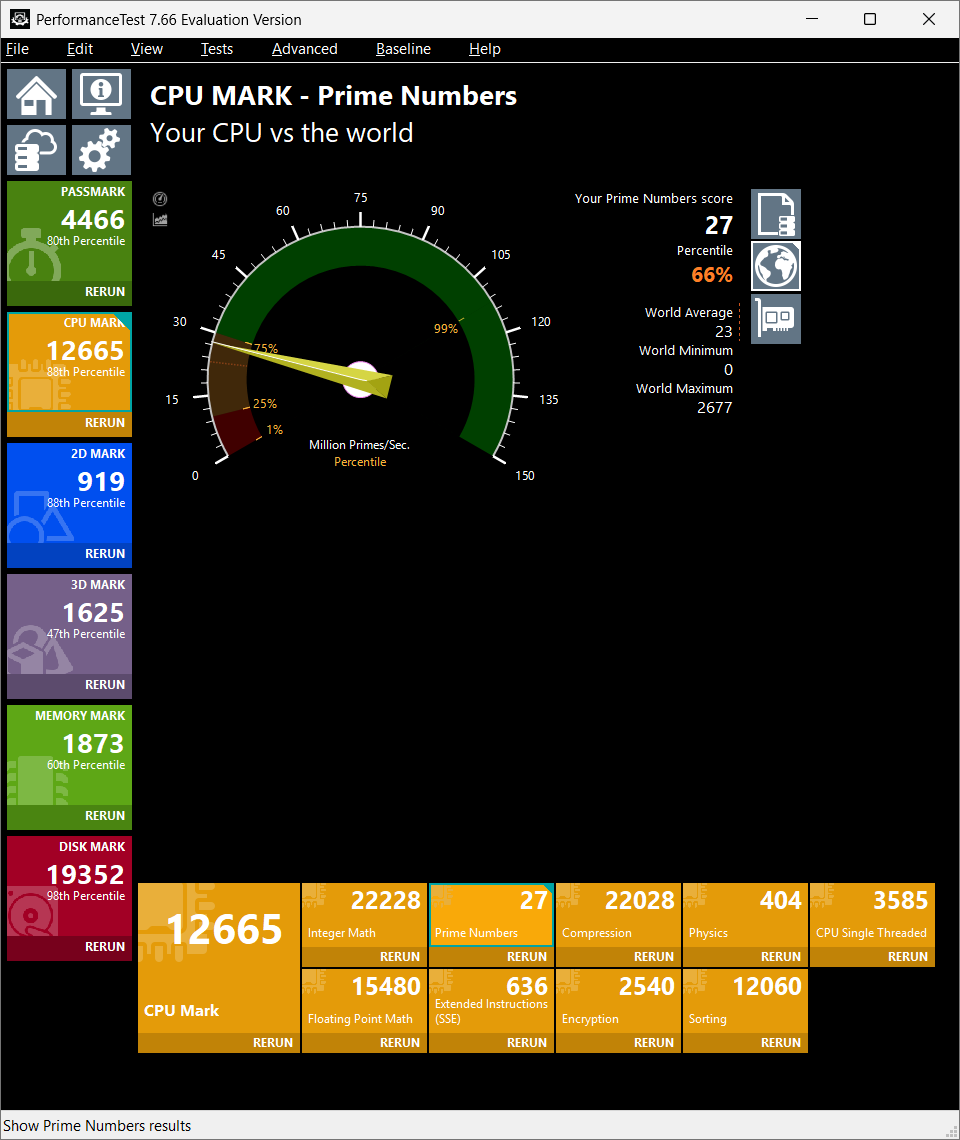 PerformanceTest 7.66 Evaluation Version
File Edit View Tests Advanced Baseline Help
CPU MARK - Prime Numbers
Your CPU vs the world
PASSMARK
4466
80th Percentile
RERUN
CPU MARK
12665
88th Percentile
RERUN
2D MARK
919
88th Percentile
RERUN
3D MARK
1625
47th Percentile
RERUN
MEMORY MARK
1873
60th Percentile
RERUN
DISK MARK
19352
98th Percentile
RERUN
0
15
30
45
60
75
90
105
120
135
150
1%
25%
75%
99%
Million Primes/Sec.
Percentile
Your Prime Numbers score
27
Percentile
66%
World Average
23
World Minimum
0
World Maximum
2677
12665
CPU Mark
RERUN
22228
Integer Math
RERUN
27
Prime Numbers
RERUN
22028
Compression
RERUN
404
Physics
RERUN
3585
CPU Single Threaded
RERUN
15480
Floating Point Math
RERUN
636
Extended Instructions
(SSE)
RERUN
2540
Encryption
RERUN
12060
Sorting
RERUN
Show Prime Numbers results